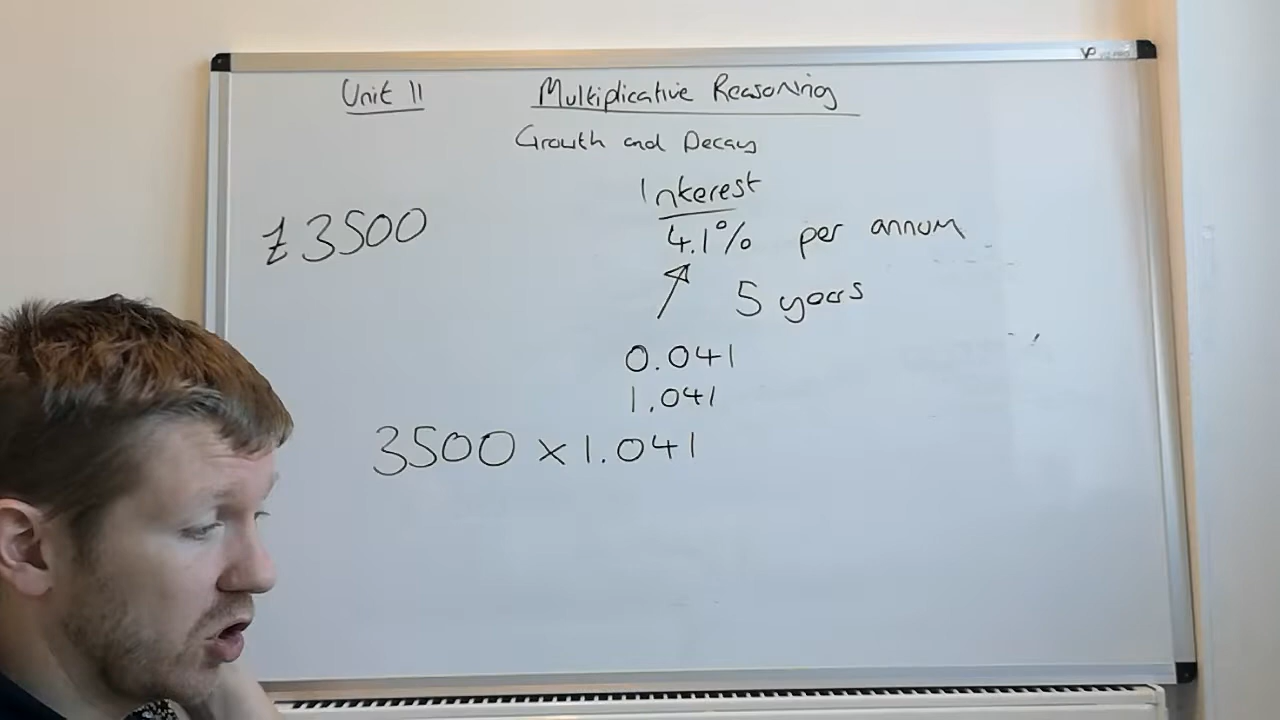 Unit 11 Multiplicative Reasoning
Growth and Decay
Interest
£3500
4.1% per annum
5 years
0.041
1.041
3500 × 1.041